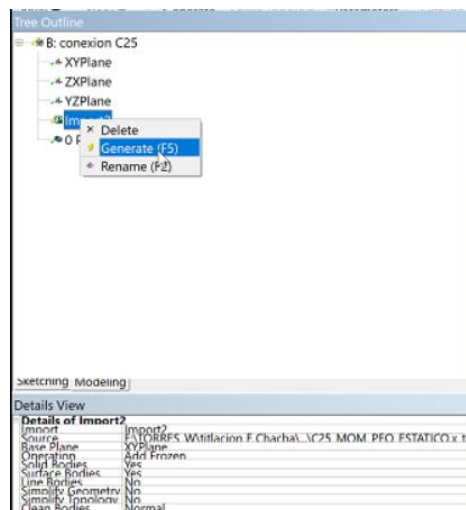 Tree Outline
B: conexion C25
XYPlane
ZXPlane
YZPlane
Delete
Generate (F5)
Rename (F2)
Sketching Modeling
Details View
Details of Import2
Import Import2
Source
Base Plane XYPlane
Operation Add Frozen
Solid Bodies Yes
Surface Bodies Yes
Line Bodies No
Simplify Geometry No
Simplify Topology No
Clean Bodies Normal